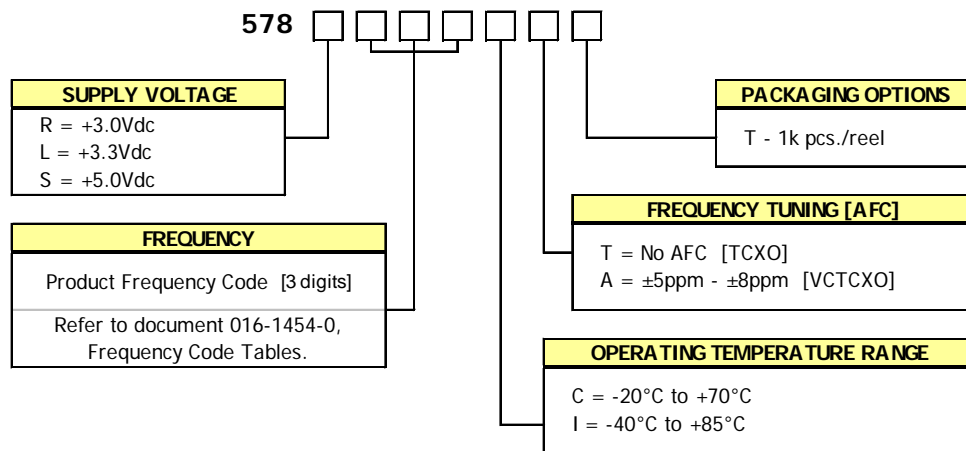 578
SUPPLY VOLTAGE
R = +3.0Vdc
L = +3.3Vdc
S = +5.0Vdc
FREQUENCY
Product Frequency Code [3 digits]
Refer to document 016-1454-0,
Frequency Code Tables.
PACKAGING OPTIONS
T - 1k pcs./reel
FREQUENCY TUNING [AFC]
T = No AFC [TCXO]
A = ±5ppm - ±8ppm [VCTCXO]
OPERATING TEMPERATURE RANGE
C = -20°C to +70°C
I = -40°C to +85°C